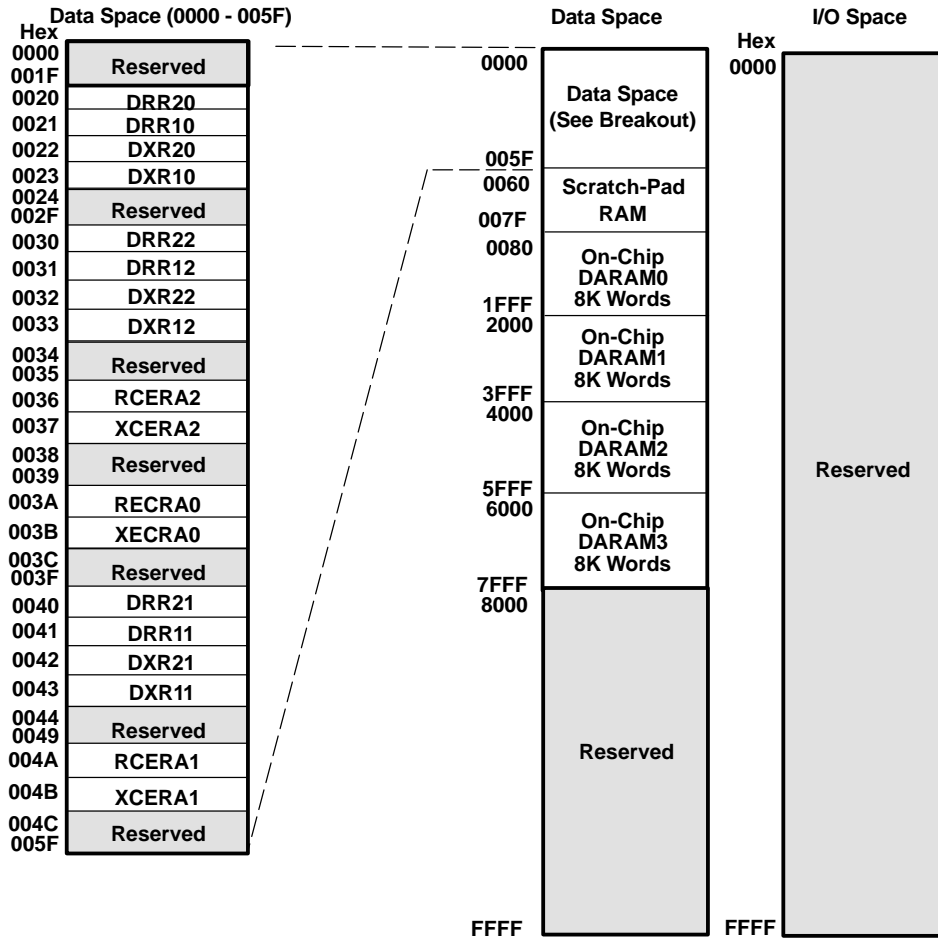 Data Space (0000 - 005F)
Hex
0000
001F
Reserved
0020
DRR20
0021
DRR10
0022
DXR20
0023
DXR10
0024
002F
Reserved
0030
DRR22
0031
DRR12
0032
DXR22
0033
DXR12
0034
0035
Reserved
0036
RCERA2
0037
XCERA2
0038
0039
Reserved
003A
RECRA0
003B
XECRA0
003C
003F
Reserved
0040
DRR21
0041
DRR11
0042
DXR21
0043
DXR11
0044
0049
Reserved
004A
RCERA1
004B
XCERA1
004C
005F
Reserved
Data Space
0000
Data Space
(See Breakout)
005F
0060
Scratch-Pad
RAM
007F
0080
On-Chip
DARAM0
8K Words
1FFF
2000
On-Chip
DARAM1
8K Words
3FFF
4000
On-Chip
DARAM2
8K Words
5FFF
6000
On-Chip
DARAM3
8K Words
7FFF
8000
Reserved
FFFF
I/O Space
Hex
0000
Reserved
FFFF